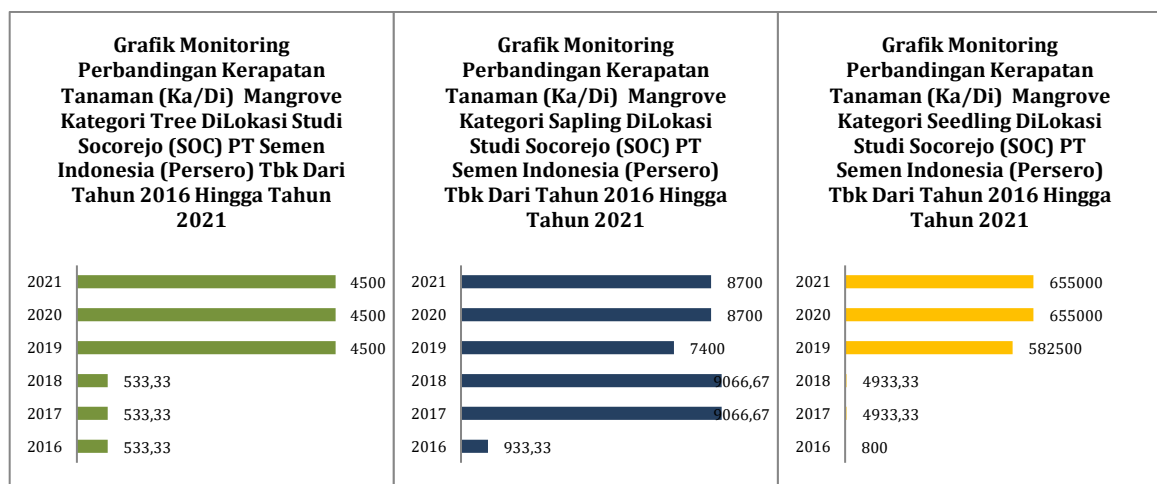 Grafik Monitoring
Perbandingan Kerapatan
Tanaman (Ka/Di)  Mangrove
Kategori Tree DiLokasi Studi
Socorejo (SOC) PT Semen
Indonesia (Persero) Tbk Dari
Tahun 2016 Hingga Tahun
2021
2021 4500
2020 4500
2019 4500
2018 533,33
2017 533,33
2016 533,33
Grafik Monitoring
Perbandingan Kerapatan
Tanaman (Ka/Di)  Mangrove
Kategori Sapling DiLokasi
Studi Socorejo (SOC) PT
Semen Indonesia (Persero)
Tbk Dari Tahun 2016 Hingga
Tahun 2021
2021 8700
2020 8700
2019 7400
2018 9066,67
2017 9066,67
2016 933,33
Grafik Monitoring
Perbandingan Kerapatan
Tanaman (Ka/Di)  Mangrove
Kategori Seedling DiLokasi
Studi Socorejo (SOC) PT
Semen Indonesia (Persero)
Tbk Dari Tahun 2016 Hingga
Tahun 2021
2021 655000
2020 655000
2019 582500
2018 4933,33
2017 4933,33
2016 800